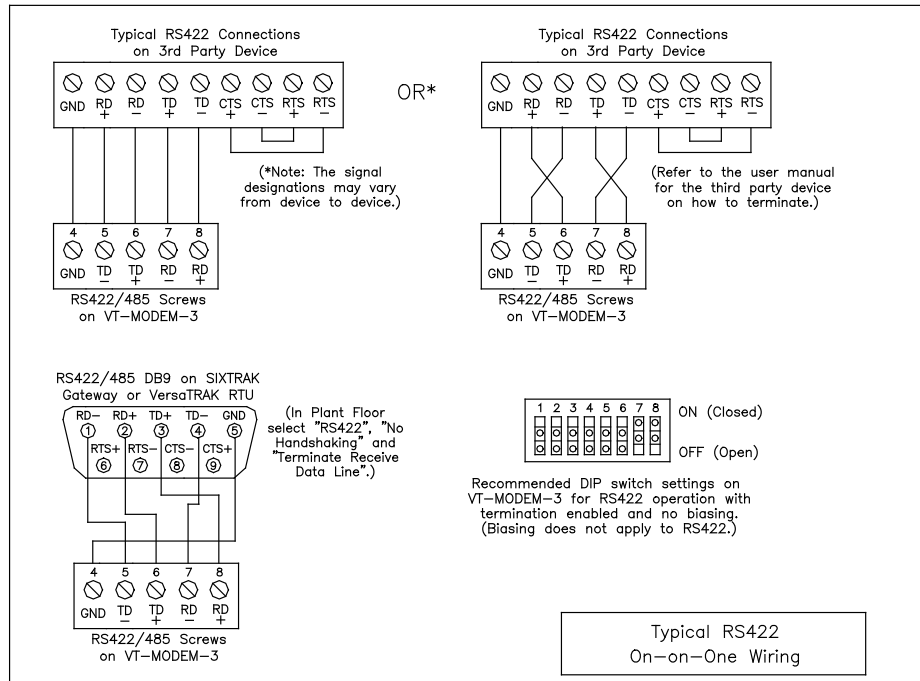 Typical RS422 Connections
on 3rd Party Device
GND RD + RD − TD + TD − CTS + CTS − RTS + RTS −
(*Note: The signal
designations may vary
from device to device.)
4 5 6 7 8
GND TD − TD + RD − RD +
RS422/485 Screws
on VT−MODEM−3
OR*
Typical RS422 Connections
on 3rd Party Device
GND RD + RD − TD + TD − CTS + CTS − RTS + RTS −
(Refer to the user manual
for the third party device
on how to terminate.)
4 5 6 7 8
GND TD − TD + RD − RD +
RS422/485 Screws
on VT−MODEM−3
RS422/485 DB9 on SIXTRAK
Gateway or VersaTRAK RTU
RD− RD+ TD+ TD− GND
1 2 3 4 5
RTS+ RTS− CTS− CTS+
6 7 8 9
(In Plant Floor
select "RS422", "No
Handshaking" and
"Terminate Receive
Data Line".)
4 5 6 7 8
GND TD − TD + RD − RD +
RS422/485 Screws
on VT−MODEM−3
1 2 3 4 5 6 7 8
ON (Closed)
OFF (Open)
Recommended DIP switch settings on
VT−MODEM−3 for RS422 operation with
termination enabled and no biasing.
(Biasing does not apply to RS422.)
Typical RS422
On−on−One Wiring